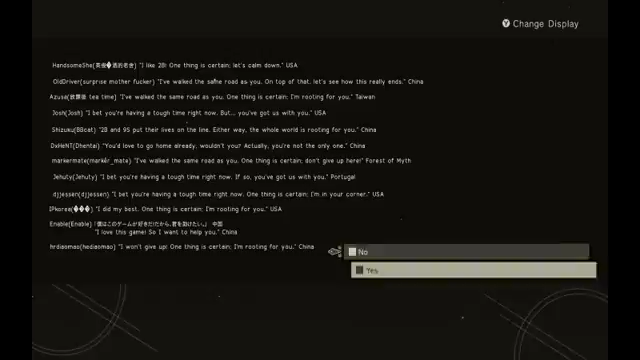 Ⓨ Change Display
HandsomeShe(英俊�洒的老舍) "I like 2B! One thing is certain; let's calm down." USA
OldDriver(surprise mother fucker) "I've walked the same road as you. On top of that, let's see how this really ends." China
Azusa(放課後 tea time) "I've walked the same road as you. One thing is certain; I'm rooting for you." Taiwan
Josh(Josh) "I bet you're having a tough time right now. But... you've got us with you." USA
Shizuku(BBcat) "2B and 9S put their lives on the line. Either way, the whole world is rooting for you." China
DxHeNT(Dhentai) "You'd love to go home already, wouldn't you? Actually, you're not the only one." China
markermate(markér_mate) "I've walked the same road as you. One thing is certain; don't give up here!" Forest of Myth
Jehuty(Jehuty) "I bet you're having a tough time right now. If so, you've got us with you." Portugal
djjessen(djjessen) "I bet you're having a tough time right now. One thing is certain; I'm in your corner." USA
(���) "I did my best. One thing is certain; I'm rooting for you." USA
Enable(Enable) 「僕はこのゲームが好きだ!だから、君を助けたい。」 中国
"I love this game! So I want to help you." China
(hediaomao) "I won't give up! One thing is certain; I'm rooting for you." China
No
Yes